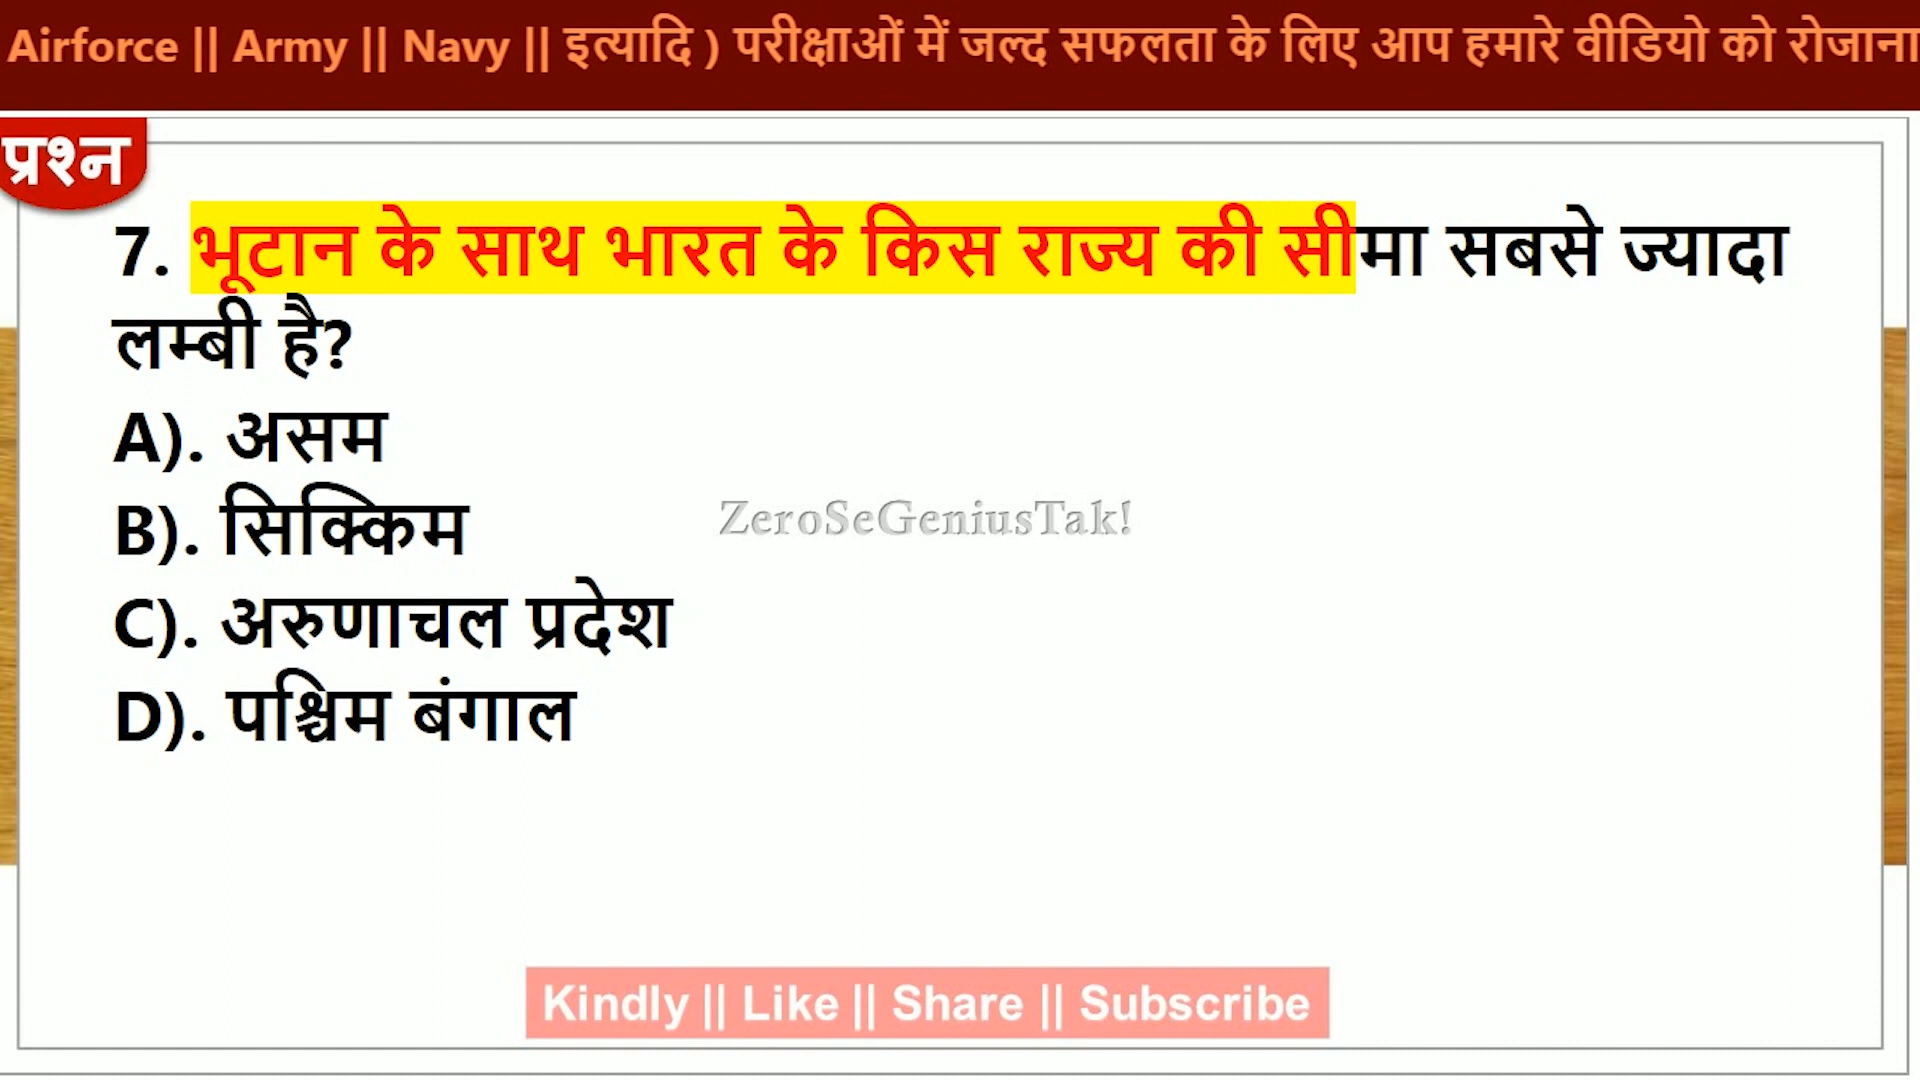 Airforce || Army || Navy || इत्यादि ) परीक्षाओं में जल्द सफलता के लिए आप हमारे वीडियो को रोजाना
प्रश्न
7. भूटान के साथ भारत के किस राज्य की सीमा सबसे ज्यादा
लम्बी है?
A). असम
B). सिक्किम
ZeroSeGeniusTak!
C). अरुणाचल प्रदेश
D). पश्चिम बंगाल
Kindly || Like || Share || Subscribe